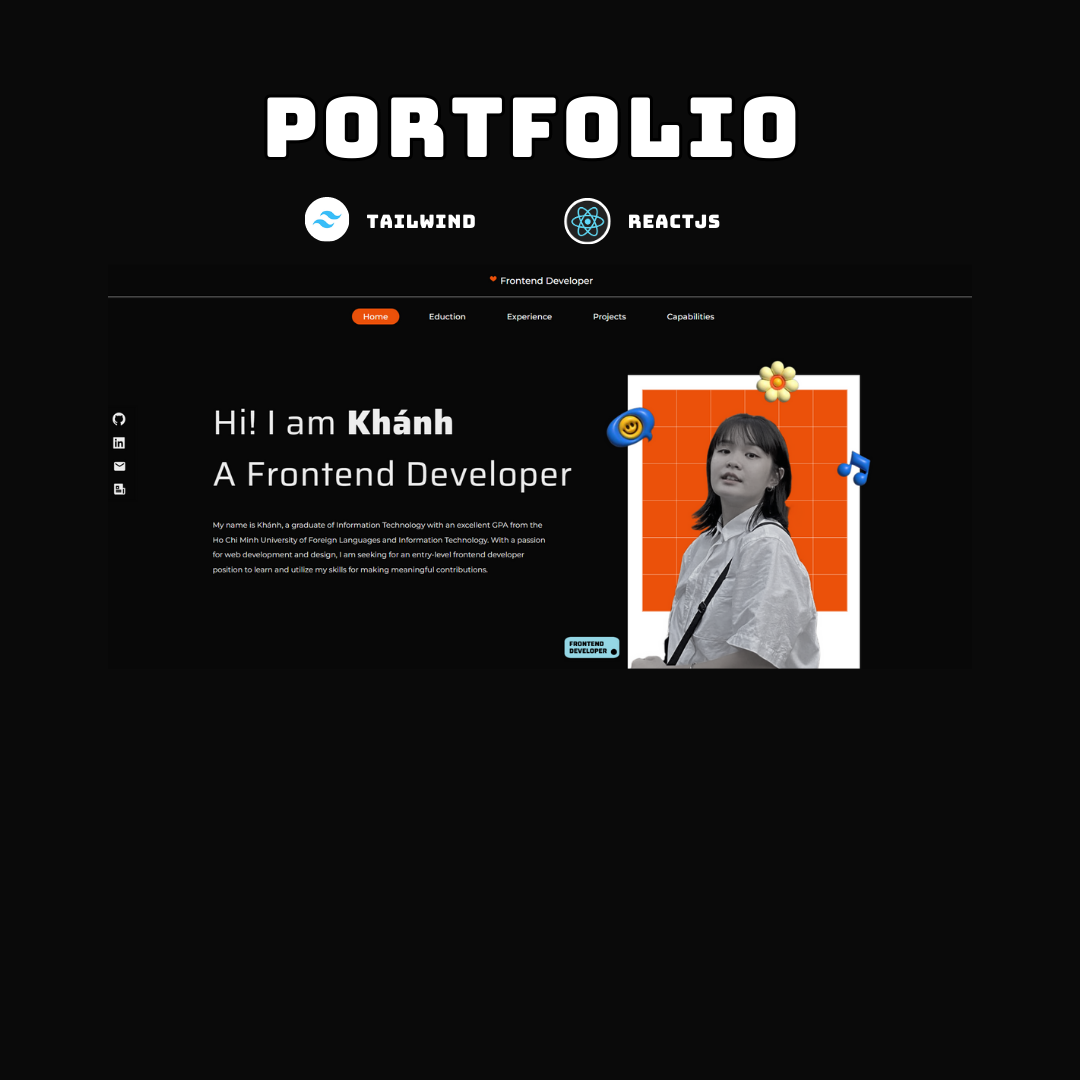 PORTFOLIO
TAILWIND
REACTJS
Frontend Developer
Home
Eduction
Experience
Projects
Capabilities
Hi! I am Khánh
A Frontend Developer
My name is Khánh, a graduate of Information Technology with an excellent GPA from the
Ho Chi Minh University of Foreign Languages and Information Technology. With a passion
for web development and design, I am seeking for an entry-level frontend developer
position to learn and utilize my skills for making meaningful contributions.
FRONTEND
DEVELOPER